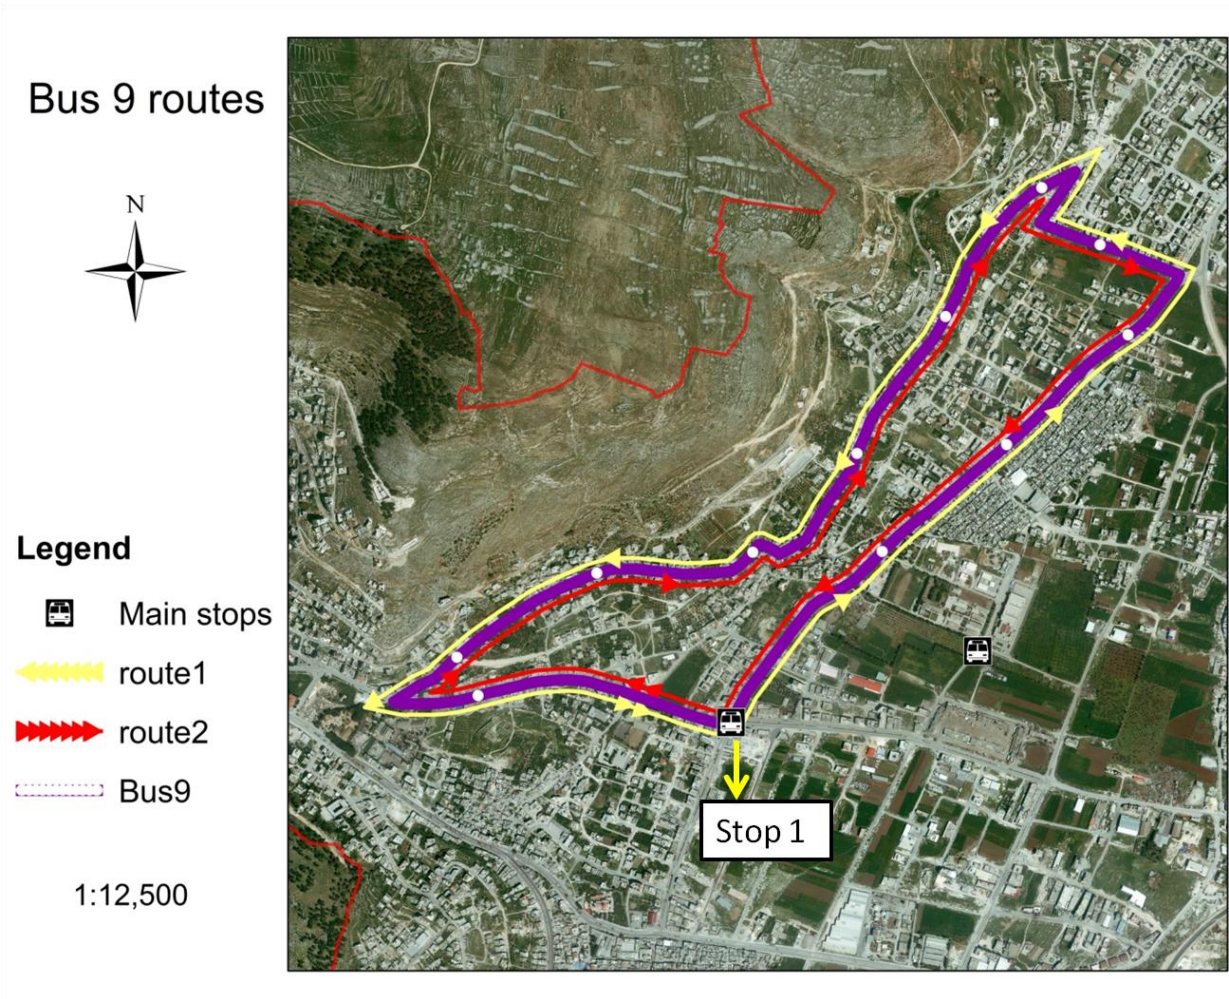 Bus 9 routes
N
Legend
Main stops
route1
route2
Bus9
1:12,500
Stop 1